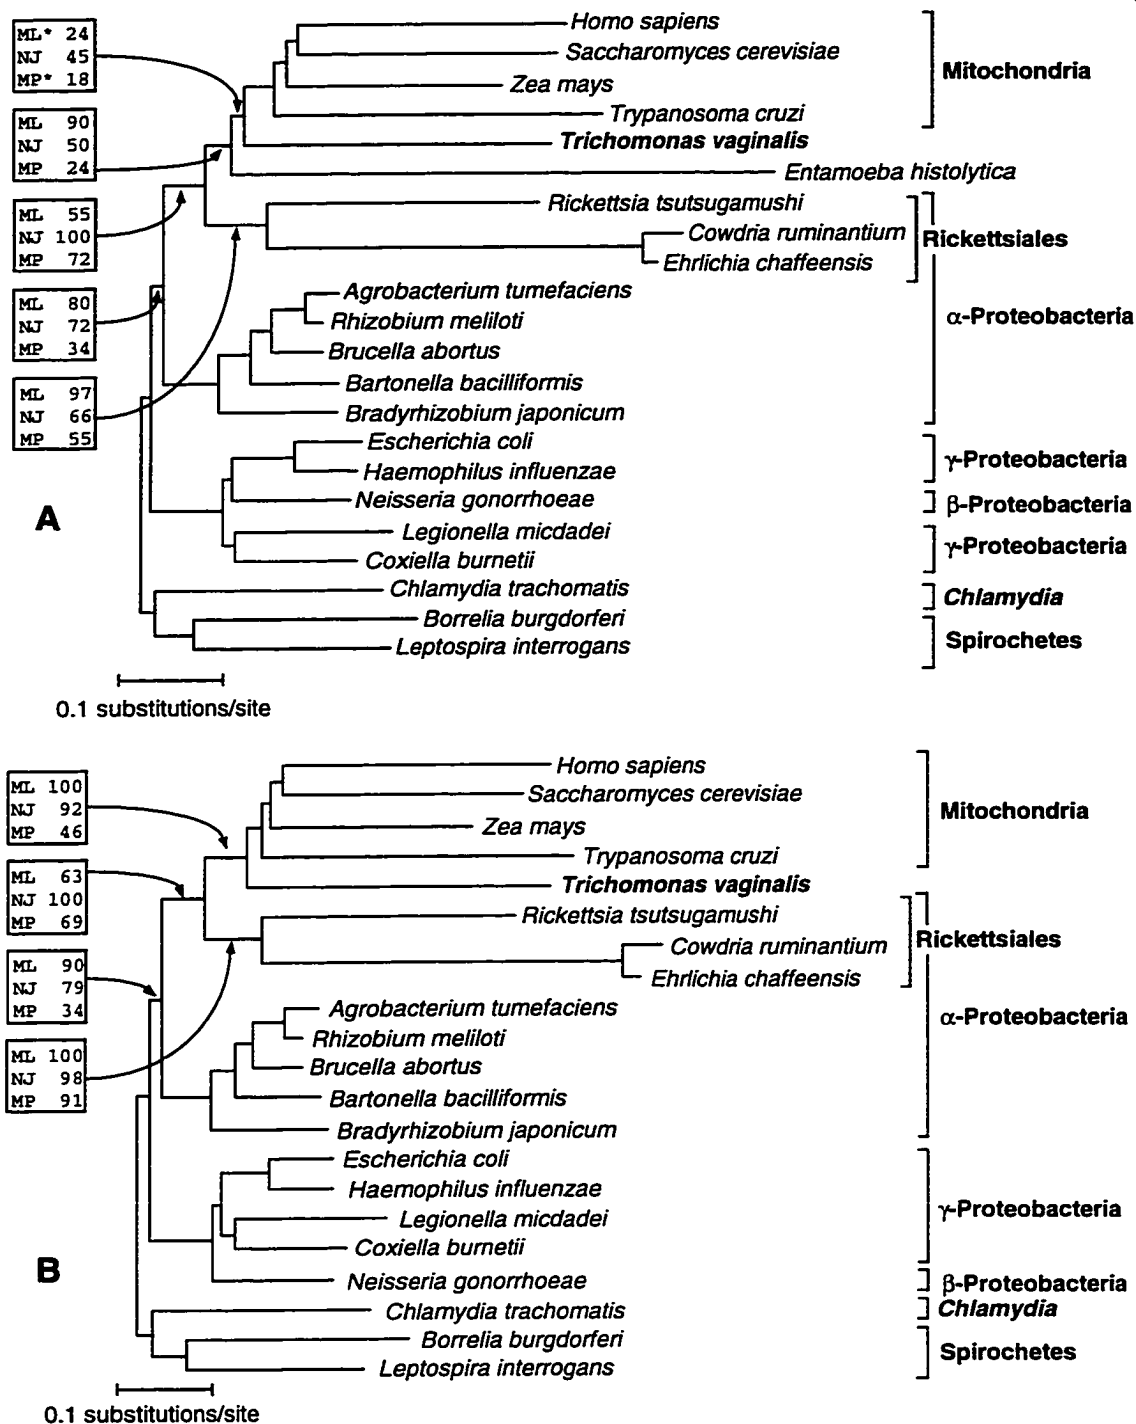 ML* 24
NJ 45
MP* 18
ML 90
NJ 50
MP 24
ML 55
NJ 100
MP 72
ML 80
NJ 72
MP 34
ML 97
NJ 66
MP 55
A
Homo sapiens
Saccharomyces cerevisiae
Zea mays
Trypanosoma cruzi
Trichomonas vaginalis
Entamoeba histolytica
Rickettsia tsutsugamushi
Cowdria ruminantium
Ehrlichia chaffeensis
Agrobacterium tumefaciens
Rhizobium meliloti
Brucella abortus
Bartonella bacilliformis
Bradyrhizobium japonicum
Escherichia coli
Haemophilus influenzae
Neisseria gonorrhoeae
Legionella micdadei
Coxiella burnetii
Chlamydia trachomatis
Borrelia burgdorferi
Leptospira interrogans
Mitochondria
Rickettsiales
α-Proteobacteria
γ-Proteobacteria
β-Proteobacteria
γ-Proteobacteria
Chlamydia
Spirochetes
0.1 substitutions/site
ML 100
NJ 92
MP 46
ML 63
NJ 100
MP 69
ML 90
NJ 79
MP 34
ML 100
NJ 98
MP 91
B
Homo sapiens
Saccharomyces cerevisiae
Zea mays
Trypanosoma cruzi
Trichomonas vaginalis
Rickettsia tsutsugamushi
Cowdria ruminantium
Ehrlichia chaffeensis
Agrobacterium tumefaciens
Rhizobium meliloti
Brucella abortus
Bartonella bacilliformis
Bradyrhizobium japonicum
Escherichia coli
Haemophilus influenzae
Legionella micdadei
Coxiella burnetii
Neisseria gonorrhoeae
Chlamydia trachomatis
Borrelia burgdorferi
Leptospira interrogans
Mitochondria
Rickettsiales
α-Proteobacteria
γ-Proteobacteria
β-Proteobacteria
Chlamydia
Spirochetes
0.1 substitutions/site